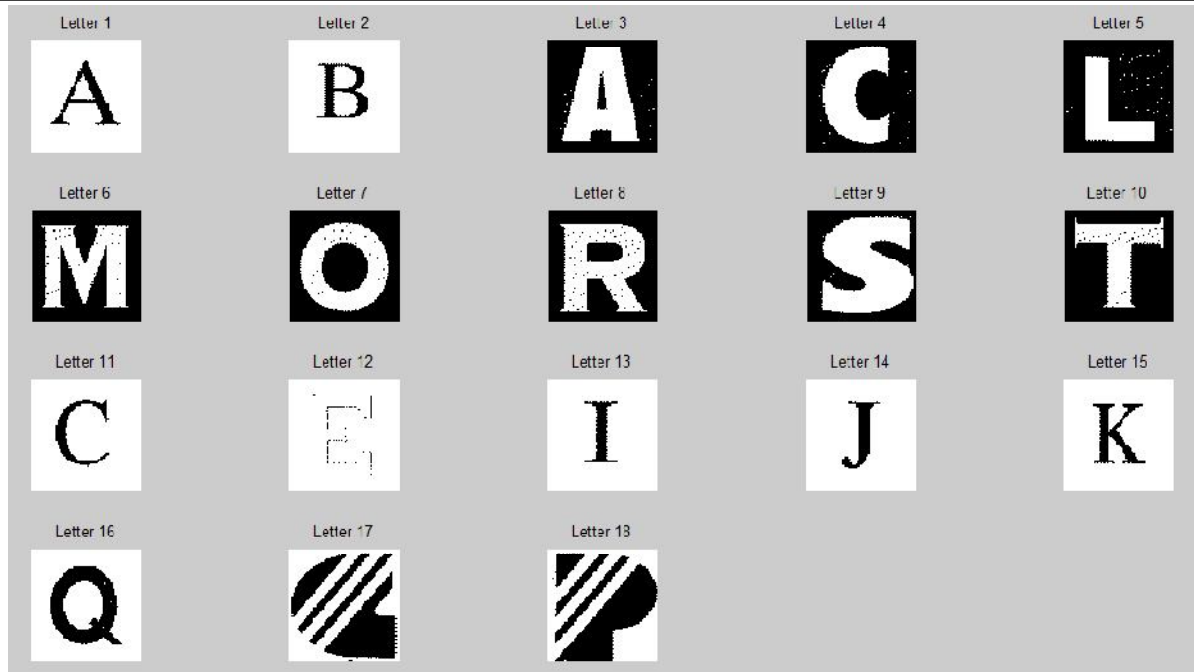 Letter 1 Letter 2 Letter 3 Letter 4 Letter 5
A B A C L
Letter 6 Letter 7 Letter 8 Letter 9 Letter 10
M O R S T
Letter 11 Letter 12 Letter 13 Letter 14 Letter 15
C E I J K
Letter 16 Letter 17 Letter 18
Q P